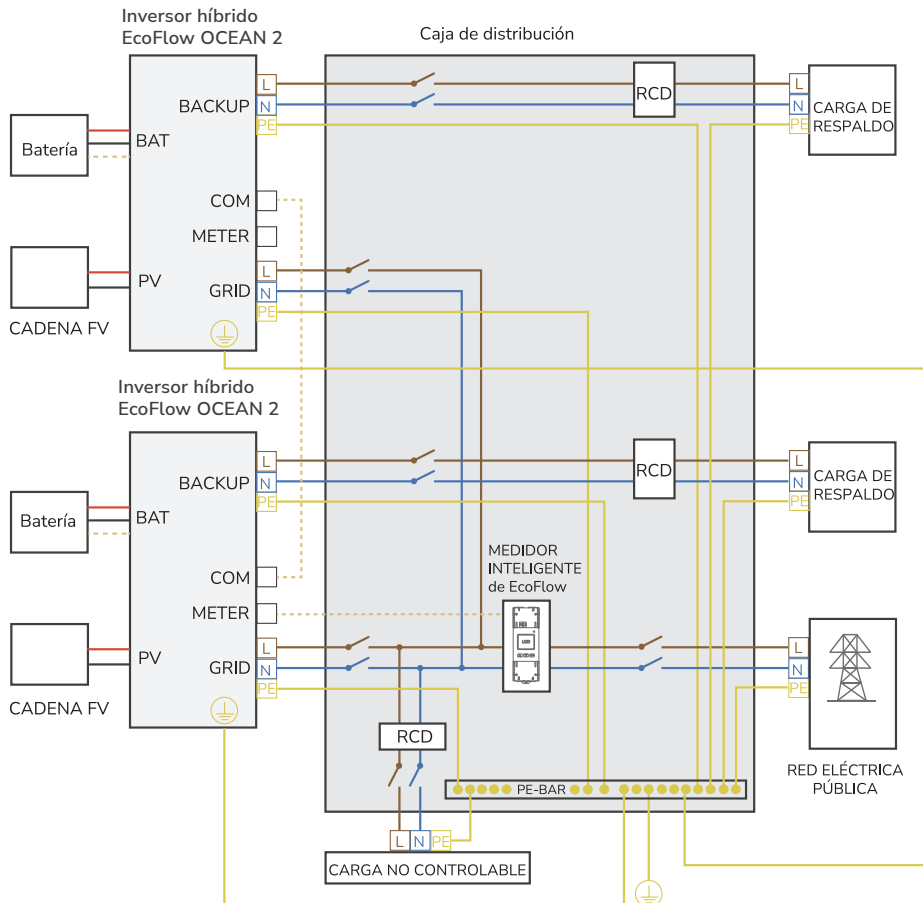 Inversor híbrido
EcoFlow OCEAN 2
Caja de distribución
L
N
PE
BACKUP
BAT
COM
METER
PV
GRID
L
N
PE
Batería
CADENA FV
RCD
L
N
PE
CARGA DE
RESPALDO
Inversor híbrido
EcoFlow OCEAN 2
L
N
PE
BACKUP
BAT
COM
METER
PV
GRID
L
N
PE
Batería
CADENA FV
RCD
L
N
PE
CARGA DE
RESPALDO
MEDIDOR
INTELIGENTE
de EcoFlow
L
N
PE
RED ELÉCTRICA
PÚBLICA
RCD
PE-BAR
L
N
PE
CARGA NO CONTROLABLE